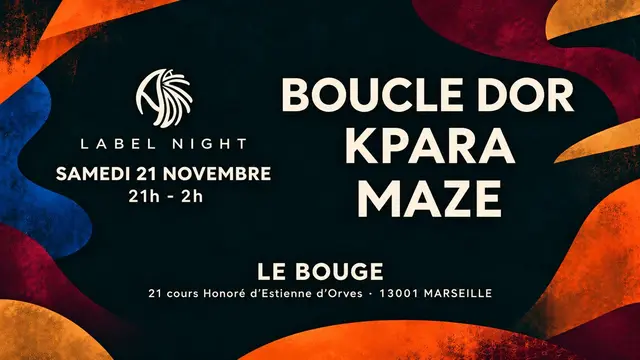 LABEL NIGHT
SAMEDI 21 NOVEMBRE
21h - 2h
BOUCLE DOR
KPARA
MAZE
LE BOUGE
21 cours Honoré d'Estienne d'Orves · 13001 MARSEILLE